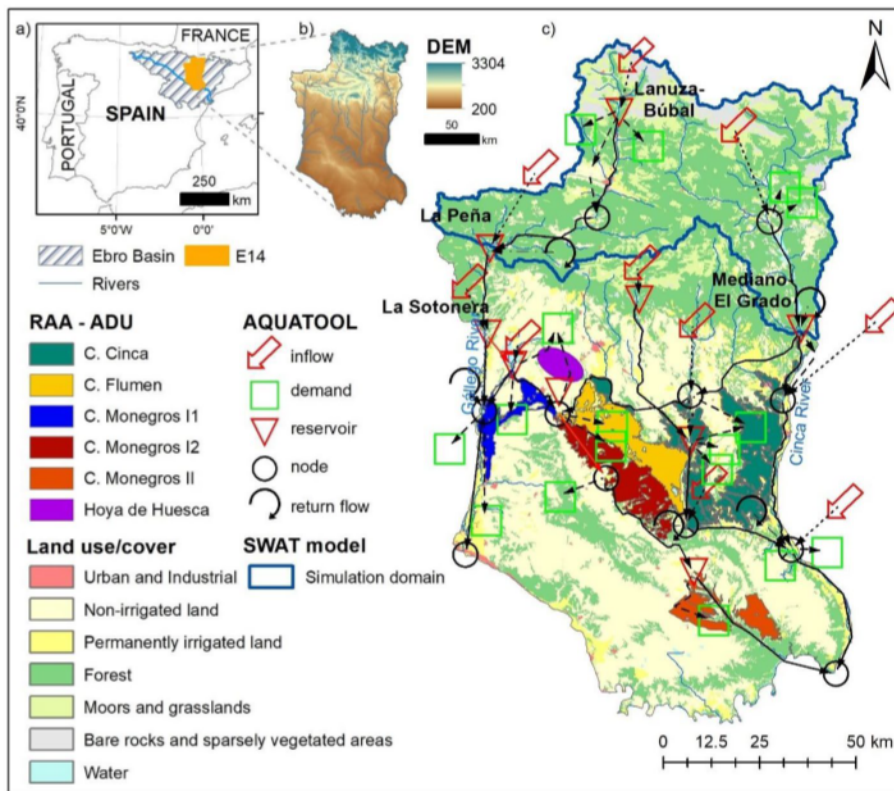 a)
FRANCE
PORTUGAL
SPAIN
40°0'N
250
km
5°0'W
0°0'
b)
DEM
3304
200
50
km
c)
N
Lanuza-
Búbal
La Peña
Mediano-
El Grado
La Sotonera
Gallego River
Cinca River
Ebro Basin
E14
Rivers
RAA - ADU
C. Cinca
C. Flumen
C. Monegros I1
C. Monegros I2
C. Monegros II
Hoya de Huesca
AQUATOOL
inflow
demand
reservoir
node
return flow
Land use/cover
Urban and Industrial
Non-irrigated land
Permanently irrigated land
Forest
Moors and grasslands
Bare rocks and sparsely vegetated areas
Water
SWAT model
Simulation domain
0 12.5 25 50 km